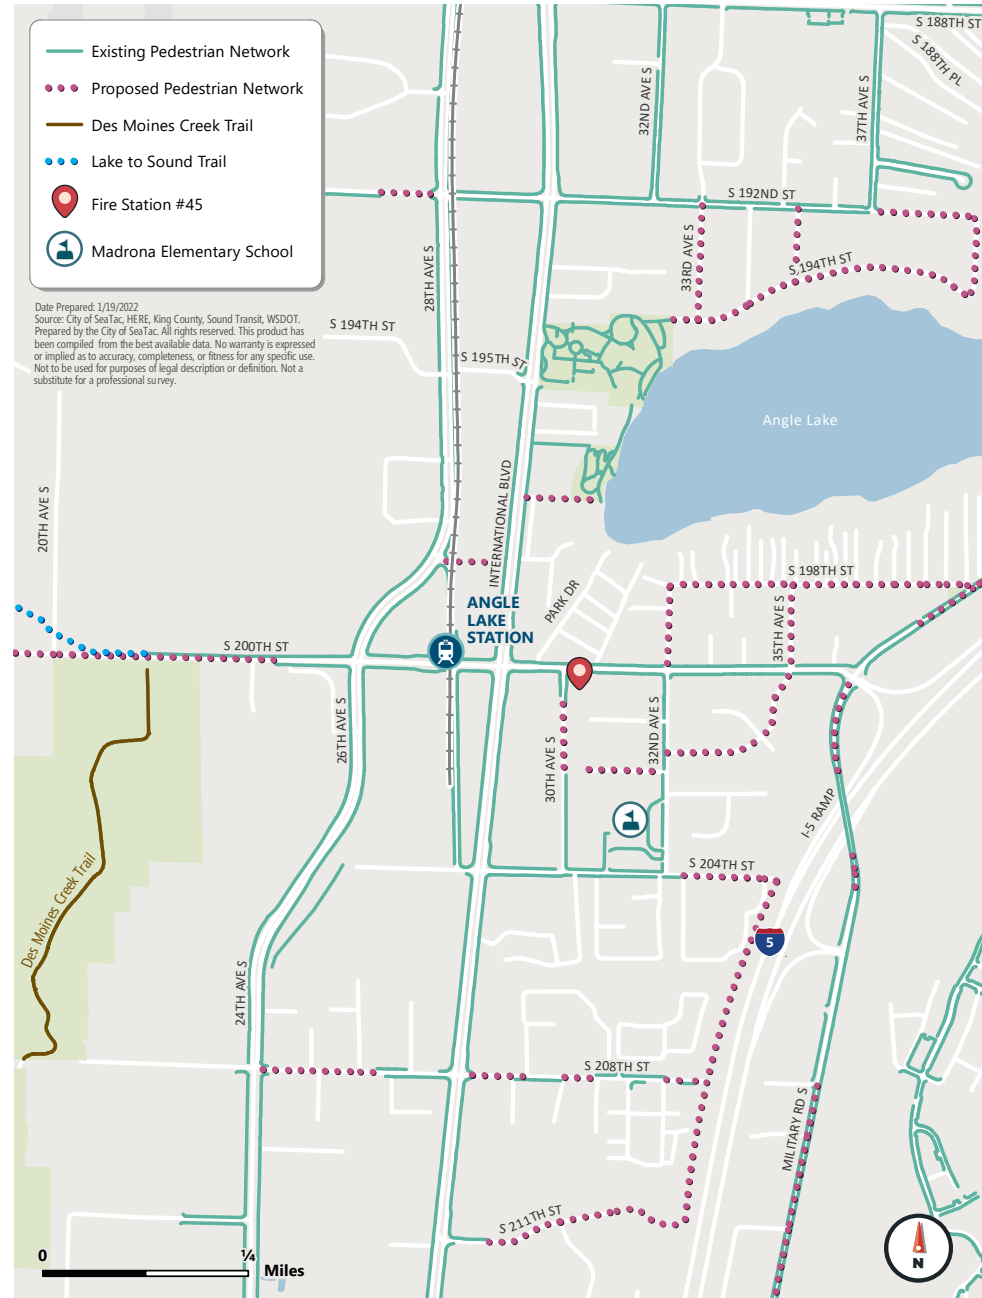 Existing Pedestrian Network
Proposed Pedestrian Network
Des Moines Creek Trail
Lake to Sound Trail
Fire Station #45
Madrona Elementary School
Date Prepared: 1/19/2022
Source: City of SeaTac, HERE, King County, Sound Transit, WSDOT.
Prepared by the City of SeaTac. All rights reserved. This product has
been compiled from the best available data. No warranty is expressed
or implied as to accuracy, completeness, or fitness for any specific use.
Not to be used for purposes of legal description or definition. Not a
substitute for a professional survey.
S 188TH ST
S 188TH PL
32ND AVE S
37TH AVE S
S 192ND ST
28TH AVE S
33RD AVE S
S 194TH ST
S 194TH ST
S 195TH ST
Angle Lake
INTERNATIONAL BLVD
20TH AVE S
S 198TH ST
PARK DR
ANGLE
LAKE
STATION
S 200TH ST
35TH AVE S
26TH AVE S
32ND AVE S
30TH AVE S
I-5 RAMP
S 204TH ST
Des Moines Creek Trail
5
24TH AVE S
S 208TH ST
MILITARY RD S
S 211TH ST
0
¼
Miles
N